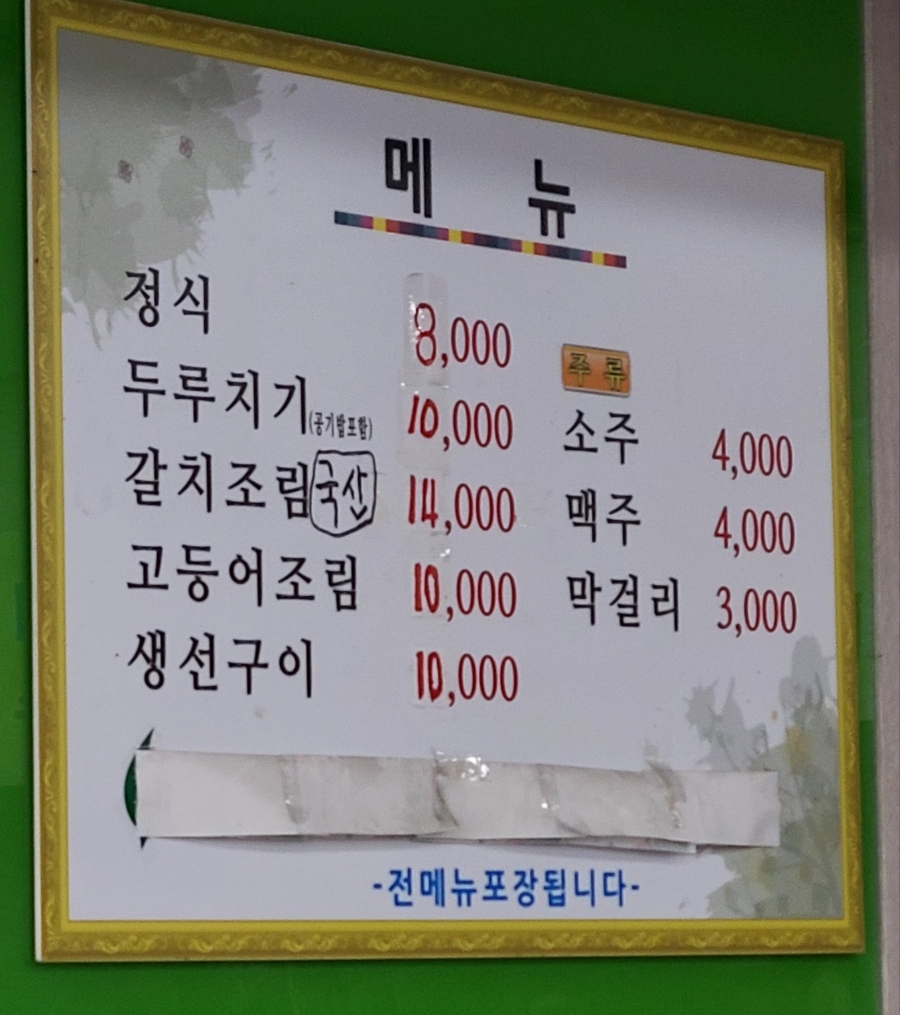 메뉴
정식 8,000
두루치기(공기밥포함) 10,000
갈치조림 국산 14,000
고등어조림 10,000
생선구이 10,000
주류
소주 4,000
맥주 4,000
막걸리 3,000
-전메뉴포장됩니다-